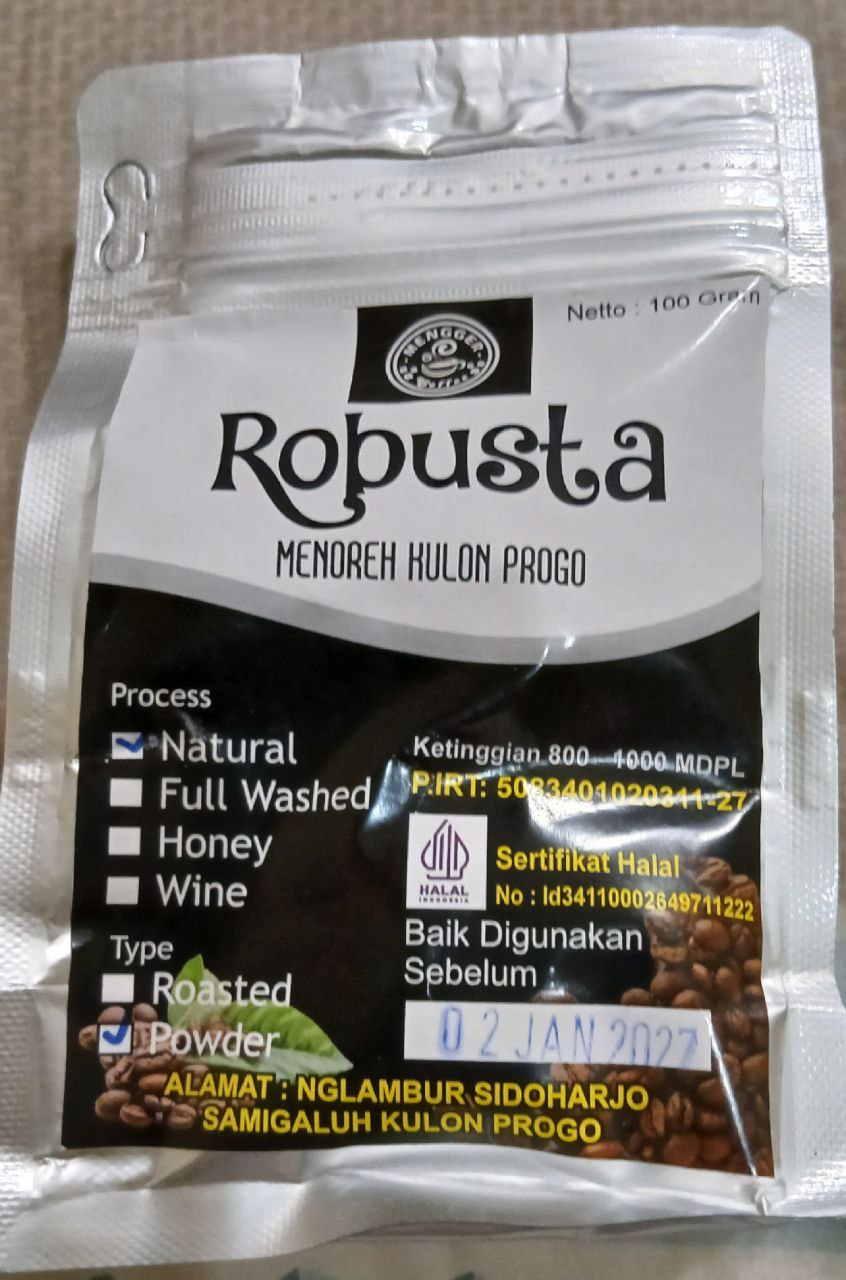 Netto : 100 Gram
MENGGER
Coffee
Robusta
MENOREH KULON PROGO
Process
Natural
Full Washed
Honey
Wine
Type
Roasted
Powder
Ketinggian 800 - 1000 MDPL
P.IRT: 5083401020311-27
HALAL
INDONESIA
Sertifikat Halal
No : Id34110002649711222
Baik Digunakan
Sebelum :
02 JAN 2027
ALAMAT : NGLAMBUR SIDOHARJO
SAMIGALUH KULON PROGO